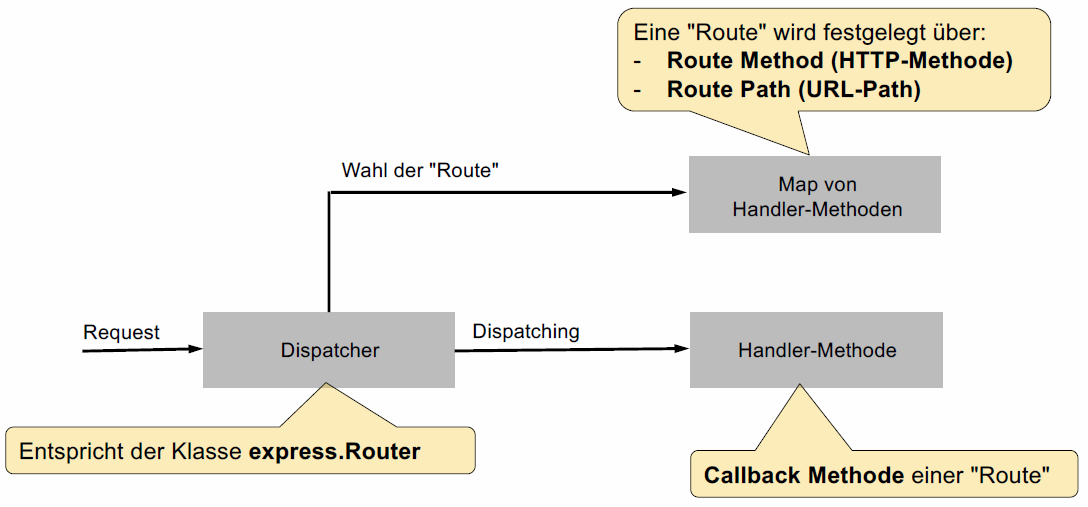 Eine "Route" wird festgelegt über:
- Route Method (HTTP-Methode)
- Route Path (URL-Path)
Wahl der "Route"
Map von
Handler-Methoden
Request
Dispatcher
Dispatching
Handler-Methode
Entspricht der Klasse express.Router
Callback Methode einer "Route"